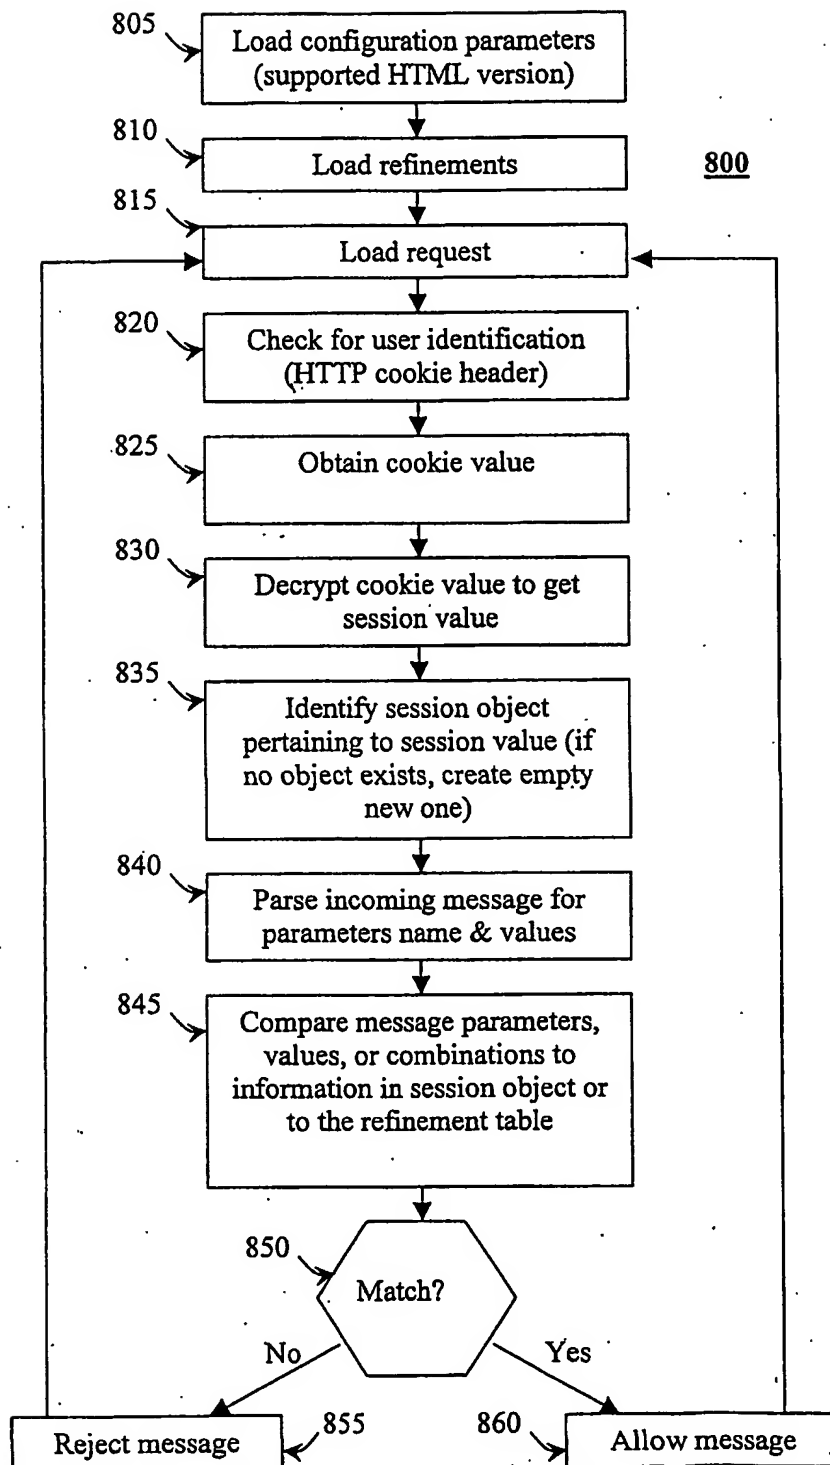 805
Load configuration parameters
(supported HTML version)
810
Load refinements
800
815
Load request
820
Check for user identification
(HTTP cookie header)
825
Obtain cookie value
830
Decrypt cookie value to get
session value
835
Identify session object
pertaining to session value (if
no object exists, create empty
new one)
840
Parse incoming message for
parameters name & values
845
Compare message parameters,
values, or combinations to
information in session object or
to the refinement table
850
Match?
No
Yes
855
860
Reject message
Allow message